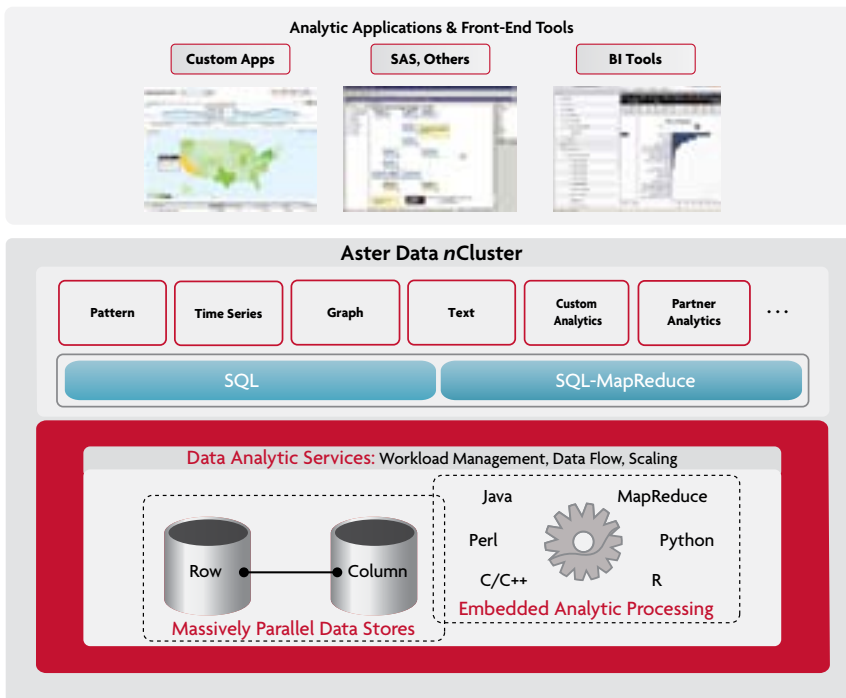 Analytic Applications & Front-End Tools
Custom Apps
SAS, Others
BI Tools
Aster Data nCluster
Pattern
Time Series
Graph
Text
Custom
Analytics
Partner
Analytics
...
SQL
SQL-MapReduce
Data Analytic Services: Workload Management, Data Flow, Scaling
Row
Column
Massively Parallel Data Stores
Java
MapReduce
Perl
Python
C/C++
R
Embedded Analytic Processing